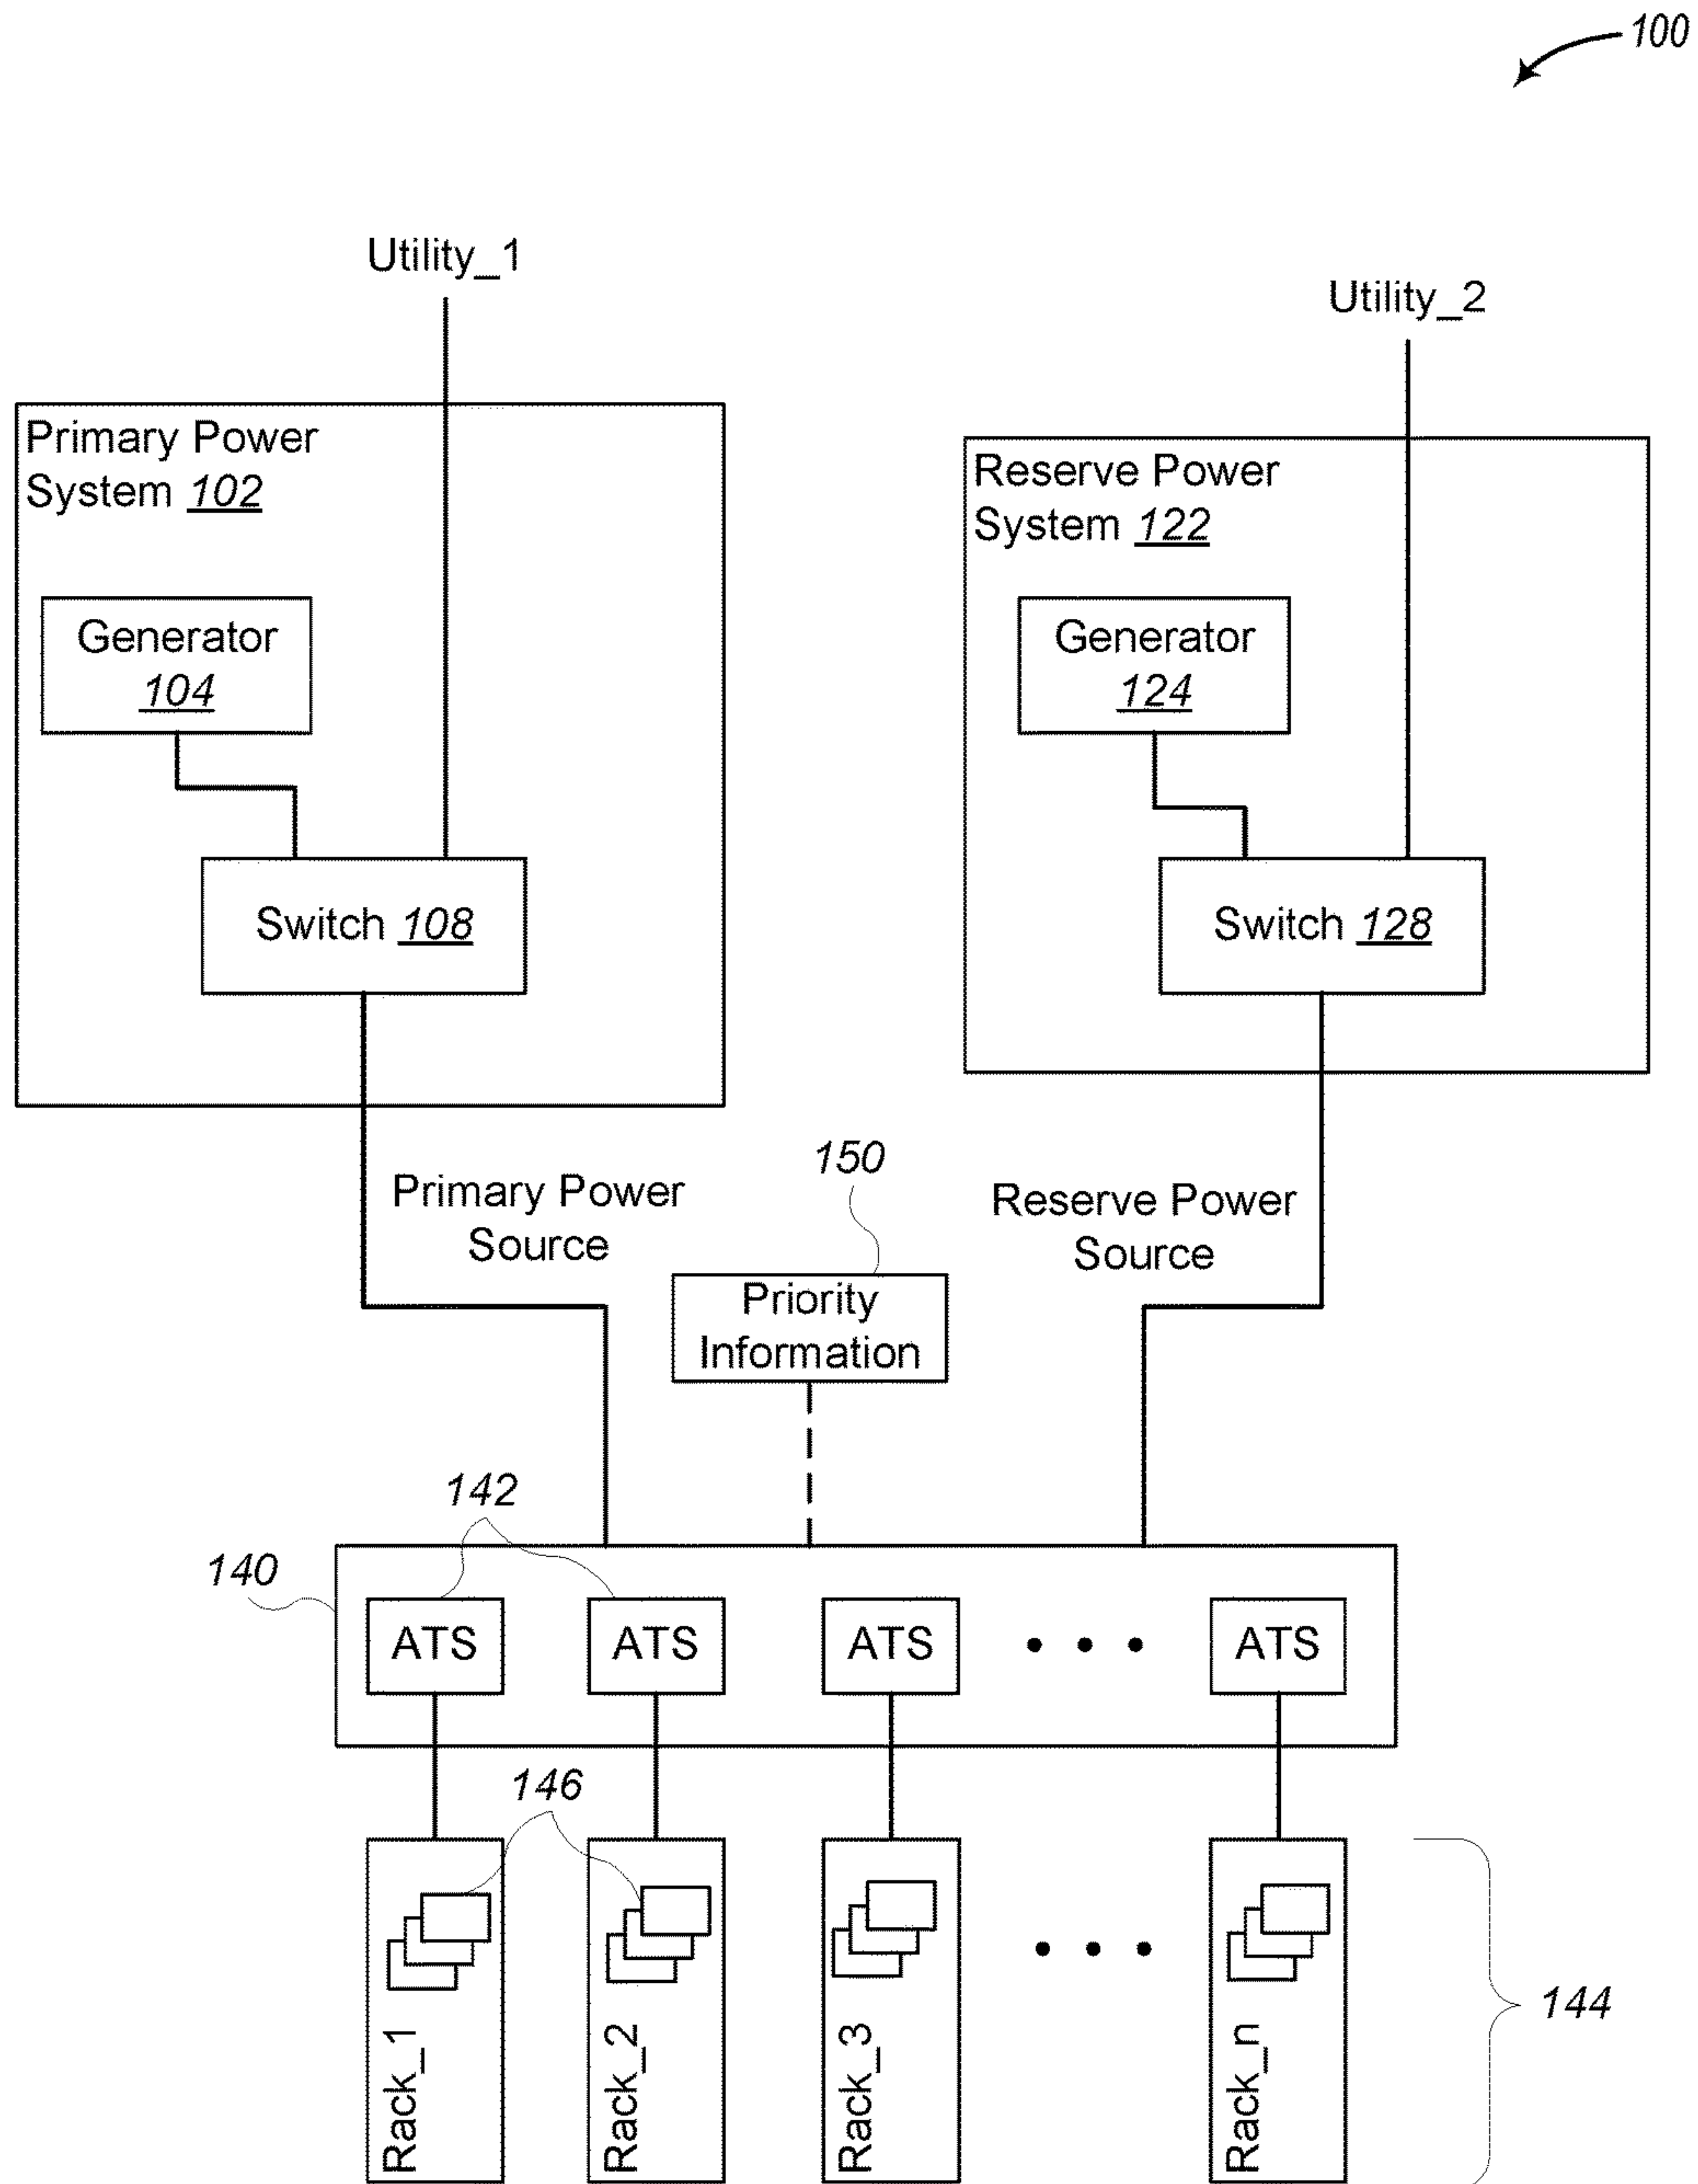 100
Utility_1
Utility_2
Primary Power
System 102
Reserve Power
System 122
Generator
104
Generator
124
Switch 108
Switch 128
150
Primary Power
Source
Reserve Power
Source
Priority
Information
142
140
ATS
ATS
ATS
ATS
146
144
Rack_1
Rack_2
Rack_3
Rack_n